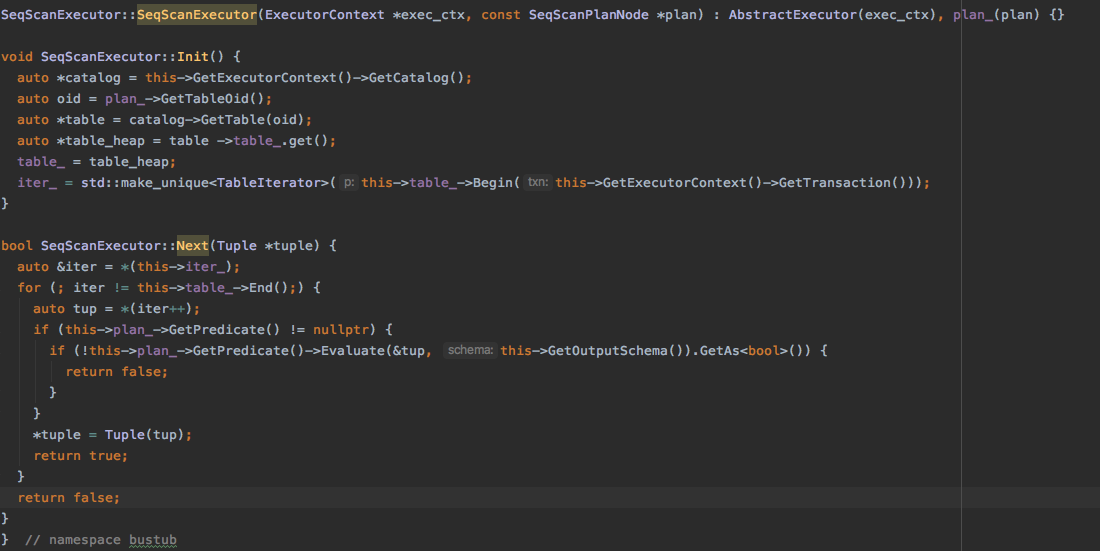 SeqScanExecutor::SeqScanExecutor(ExecutorContext *exec_ctx, const SeqScanPlanNode *plan) : AbstractExecutor(exec_ctx), plan_(plan) {}
void SeqScanExecutor::Init() {
  auto *catalog = this->GetExecutorContext()->GetCatalog();
  auto oid = plan_->GetTableOid();
  auto *table = catalog->GetTable(oid);
  auto *table_heap = table ->table_.get();
  table_ = table_heap;
  iter_ = std::make_unique<TableIterator>( p: this->table_->Begin( txn: this->GetExecutorContext()->GetTransaction()));
}
bool SeqScanExecutor::Next(Tuple *tuple) {
  auto &iter = *(this->iter_);
  for (; iter != this->table_->End();) {
    auto tup = *(iter++);
    if (this->plan_->GetPredicate() != nullptr) {
      if (!this->plan_->GetPredicate()->Evaluate(&tup, schema: this->GetOutputSchema()).GetAs<bool>()) {
        return false;
      }
    }
    *tuple = Tuple(tup);
    return true;
  }
  return false;
}
}  // namespace bustub